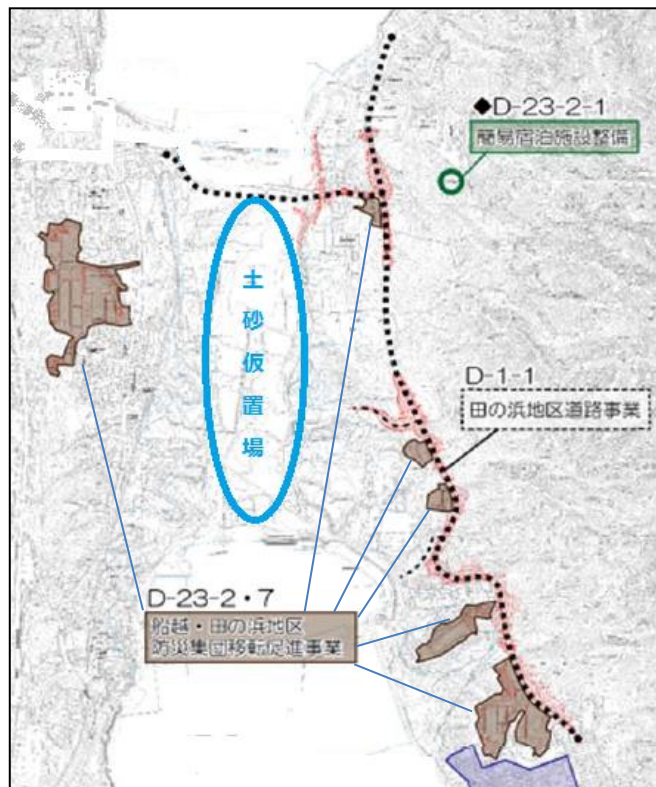 ◆D-23-2-1
簡易宿泊施設整備
土砂仮置場
D-1-1
田の浜地区道路事業
D-23-2・7
船越・田の浜地区
防災集団移転促進事業